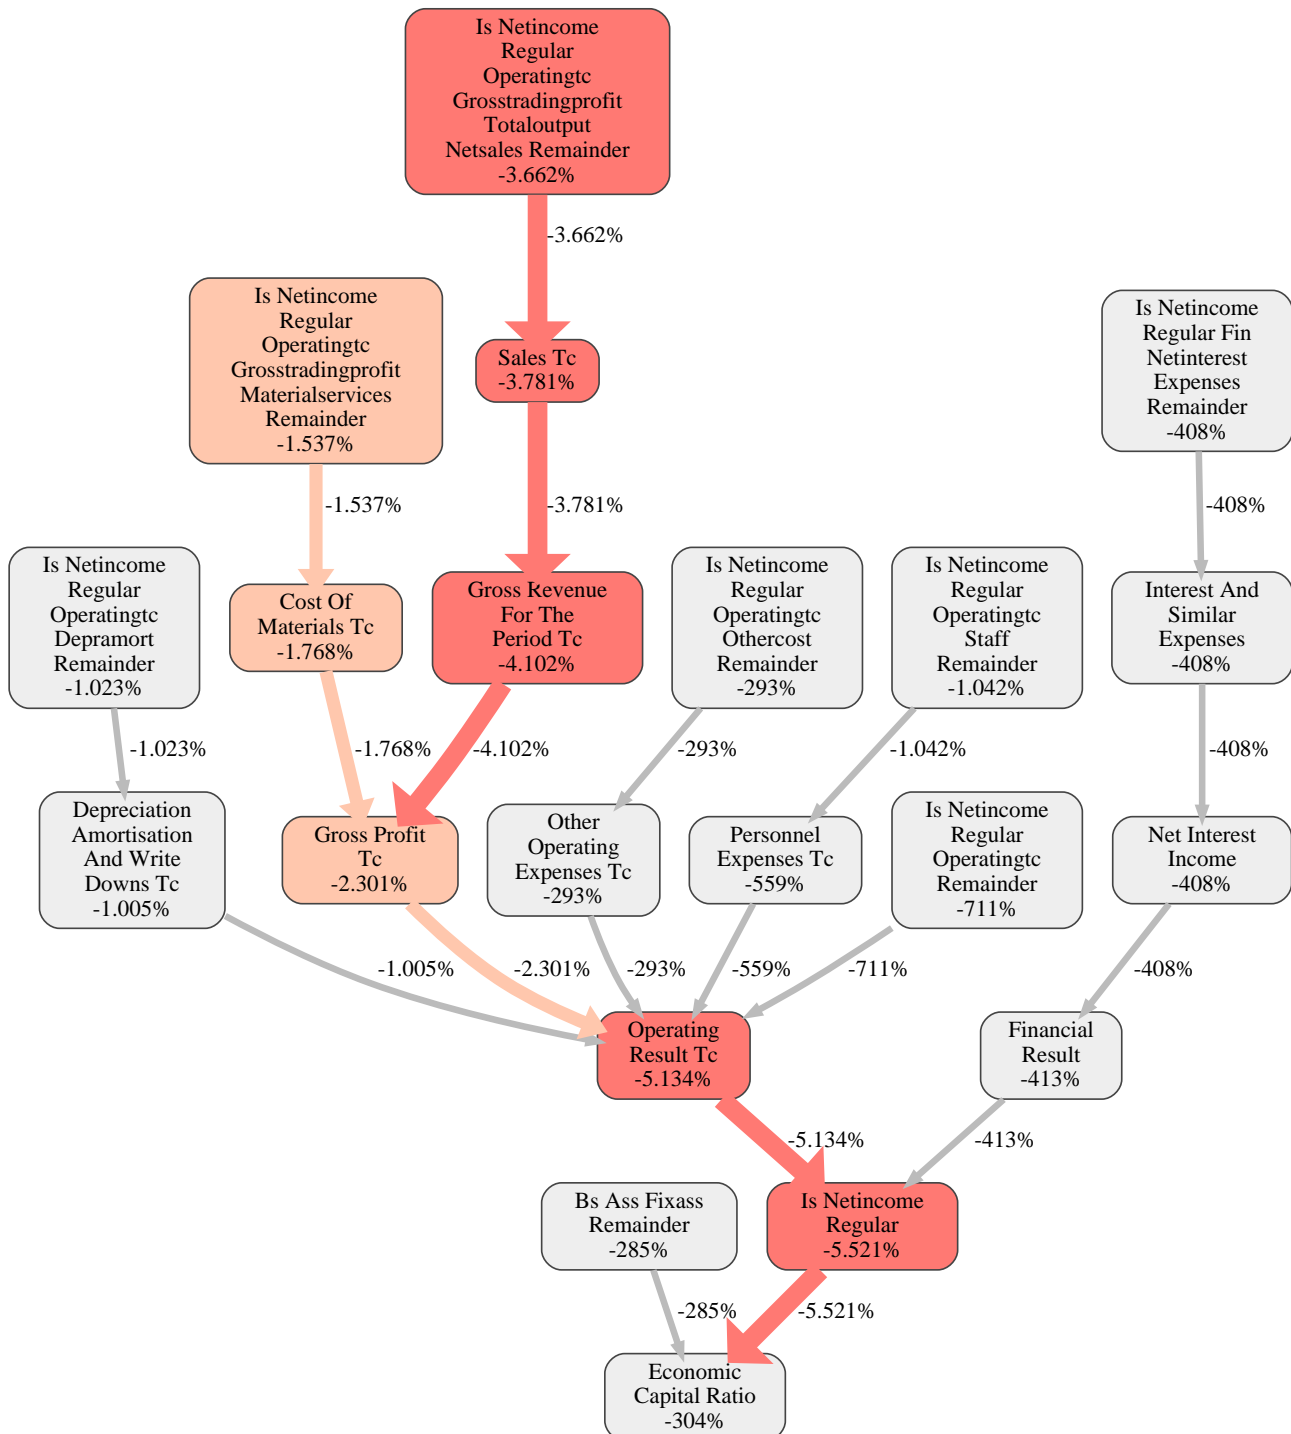 Is Netincome
Regular
Operatingtc
Grosstradingprofit
Totaloutput
Netsales Remainder
-3.662%
-3.662%
Is Netincome
Regular
Operatingtc
Grosstradingprofit
Materialservices
Remainder
-1.537%
Sales Tc
-3.781%
Is Netincome
Regular Fin
Netinterest
Expenses
Remainder
-408%
-1.537%
-3.781%
-408%
Is Netincome
Regular
Operatingtc
Depramort
Remainder
-1.023%
Cost Of
Materials Tc
-1.768%
Gross Revenue
For The
Period Tc
-4.102%
Is Netincome
Regular
Operatingtc
Othercost
Remainder
-293%
Is Netincome
Regular
Operatingtc
Staff
Remainder
-1.042%
Interest And
Similar
Expenses
-408%
-1.023%
-1.768%
-4.102%
-293%
-1.042%
-408%
Depreciation
Amortisation
And Write
Downs Tc
-1.005%
Gross Profit
Tc
-2.301%
Other
Operating
Expenses Tc
-293%
Personnel
Expenses Tc
-559%
Is Netincome
Regular
Operatingtc
Remainder
-711%
Net Interest
Income
-408%
-1.005%
-2.301%
-293%
-559%
-711%
-408%
Operating
Result Tc
-5.134%
Financial
Result
-413%
-5.134%
-413%
Bs Ass Fixass
Remainder
-285%
Is Netincome
Regular
-5.521%
-285%
-5.521%
Economic
Capital Ratio
-304%